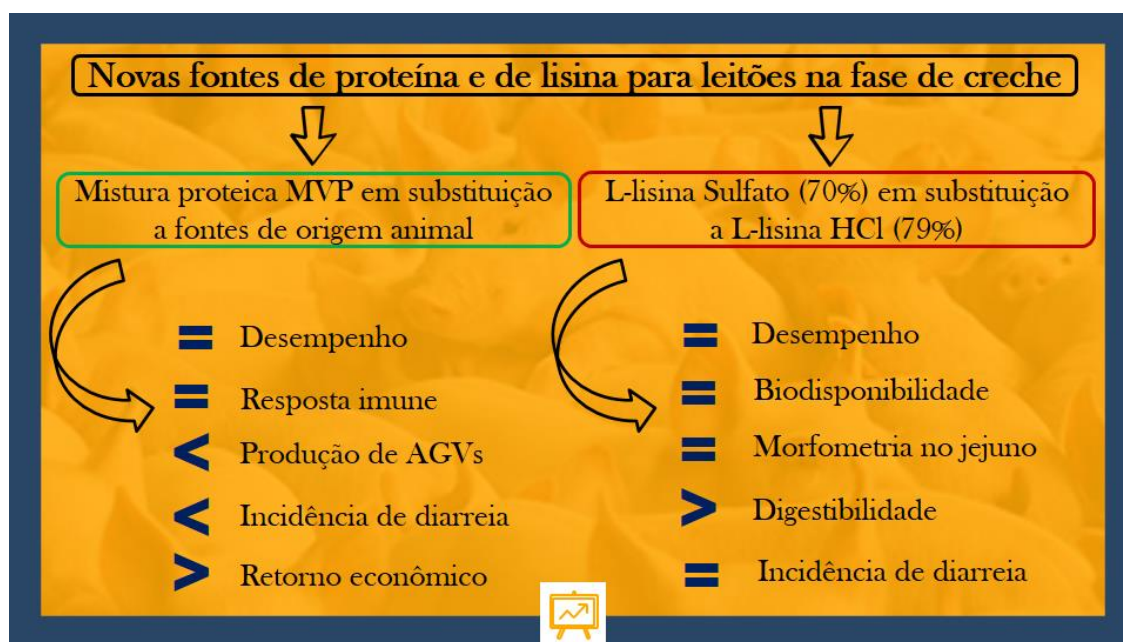 Novas fontes de proteína e de lisina para leitões na fase de creche
Mistura proteica MVP em substituição
a fontes de origem animal
= Desempenho
= Resposta imune
< Produção de AGVs
< Incidência de diarreia
> Retorno econômico
L-lisina Sulfato (70%) em substituição
a L-lisina HCl (79%)
= Desempenho
= Biodisponibilidade
= Morfometria no jejuno
> Digestibilidade
= Incidência de diarreia